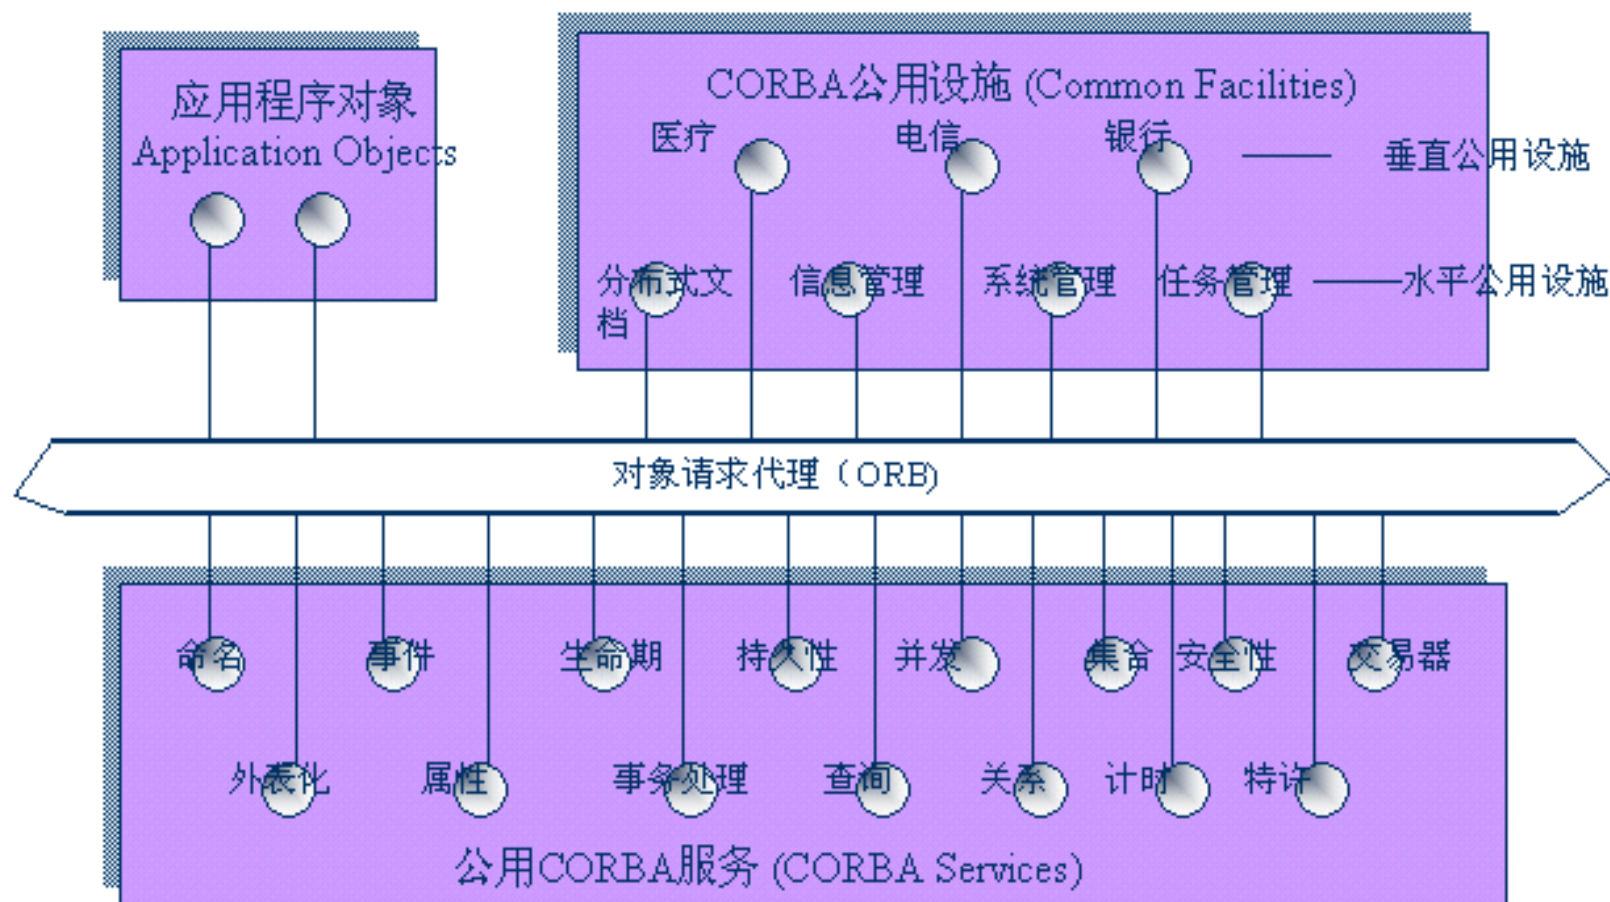 应用程序对象
Application Objects
CORBA公用设施 (Common Facilities)
医疗
电信
银行
垂直公用设施
分布式文
档
信息管理
系统管理
任务管理
水平公用设施
对象请求代理（ORB)
命名
事件
生命期
持久性
并发
集合
安全性
交易器
外表化
属性
事务处理
查询
关系
计时
特许
公用CORBA服务 (CORBA Services)